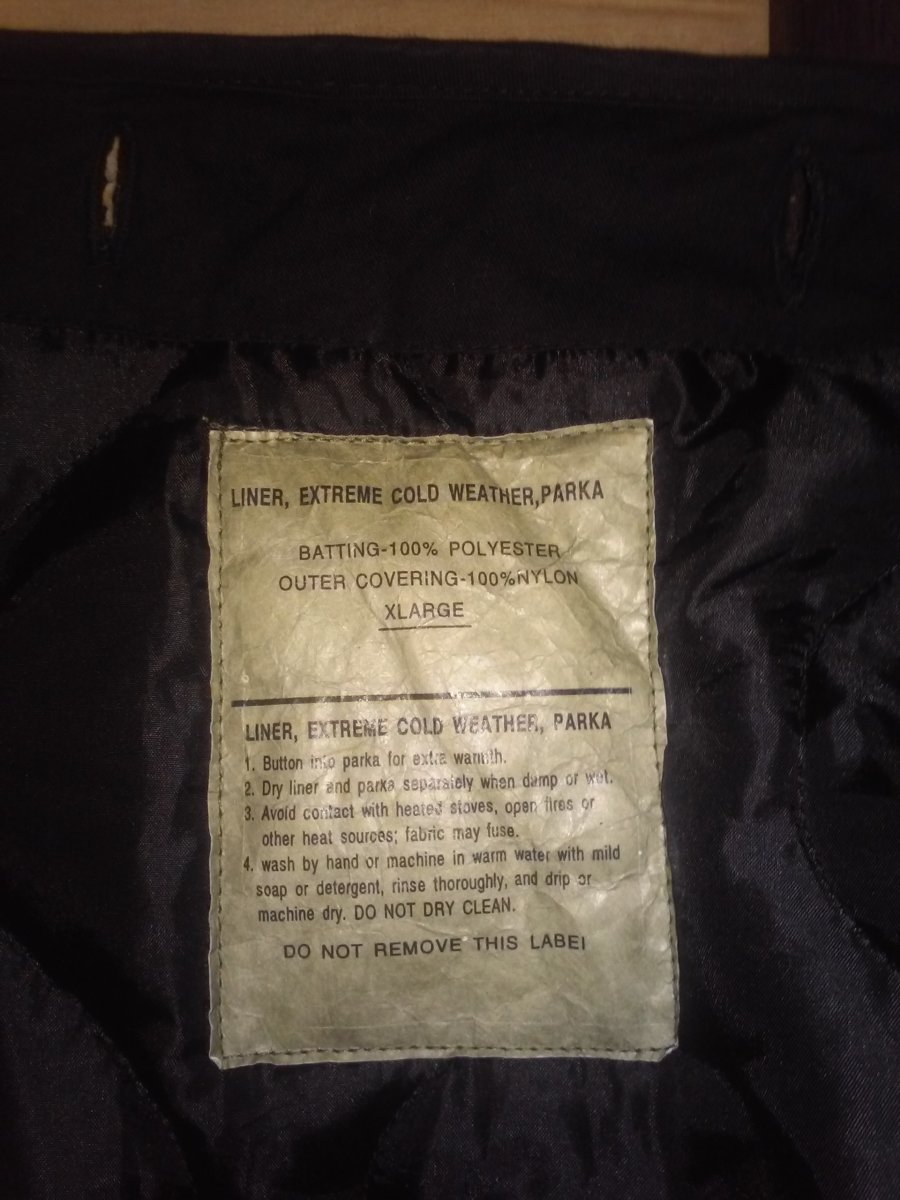 LINER, EXTREME COLD WEATHER,PARKA
BATTING-100% POLYESTER
OUTER COVERING-100%NYLON
XLARGE
LINER, EXTREME COLD WEATHER, PARKA
1. Button into parka for extra warmth.
2. Dry liner and parka separately when damp or wet.
3. Avoid contact with heated stoves, open fires or
other heat sources; fabric may fuse.
4. wash by hand or machine in warm water with mild
soap or detergent, rinse thoroughly, and drip or
machine dry. DO NOT DRY CLEAN.
DO NOT REMOVE THIS LABEl